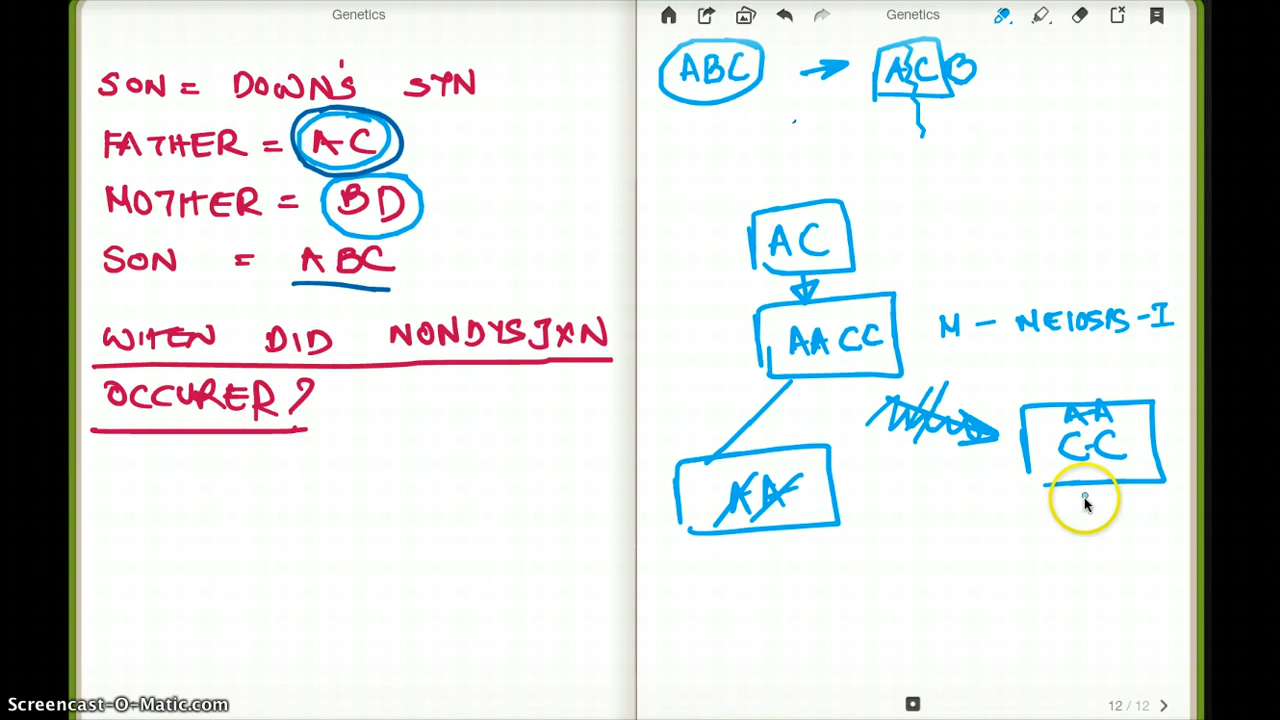 Genetics
SON = DOWN'S SYN
FATHER = AC
MOTHER = BD
SON = ABC
WHEN DID NONDYSJXN
OCCURER?
Genetics
ABC → AC B
AC
AACC
M - MEIOSIS - I
AA
AA
CC
12 / 12
Screencast-O-Matic.com